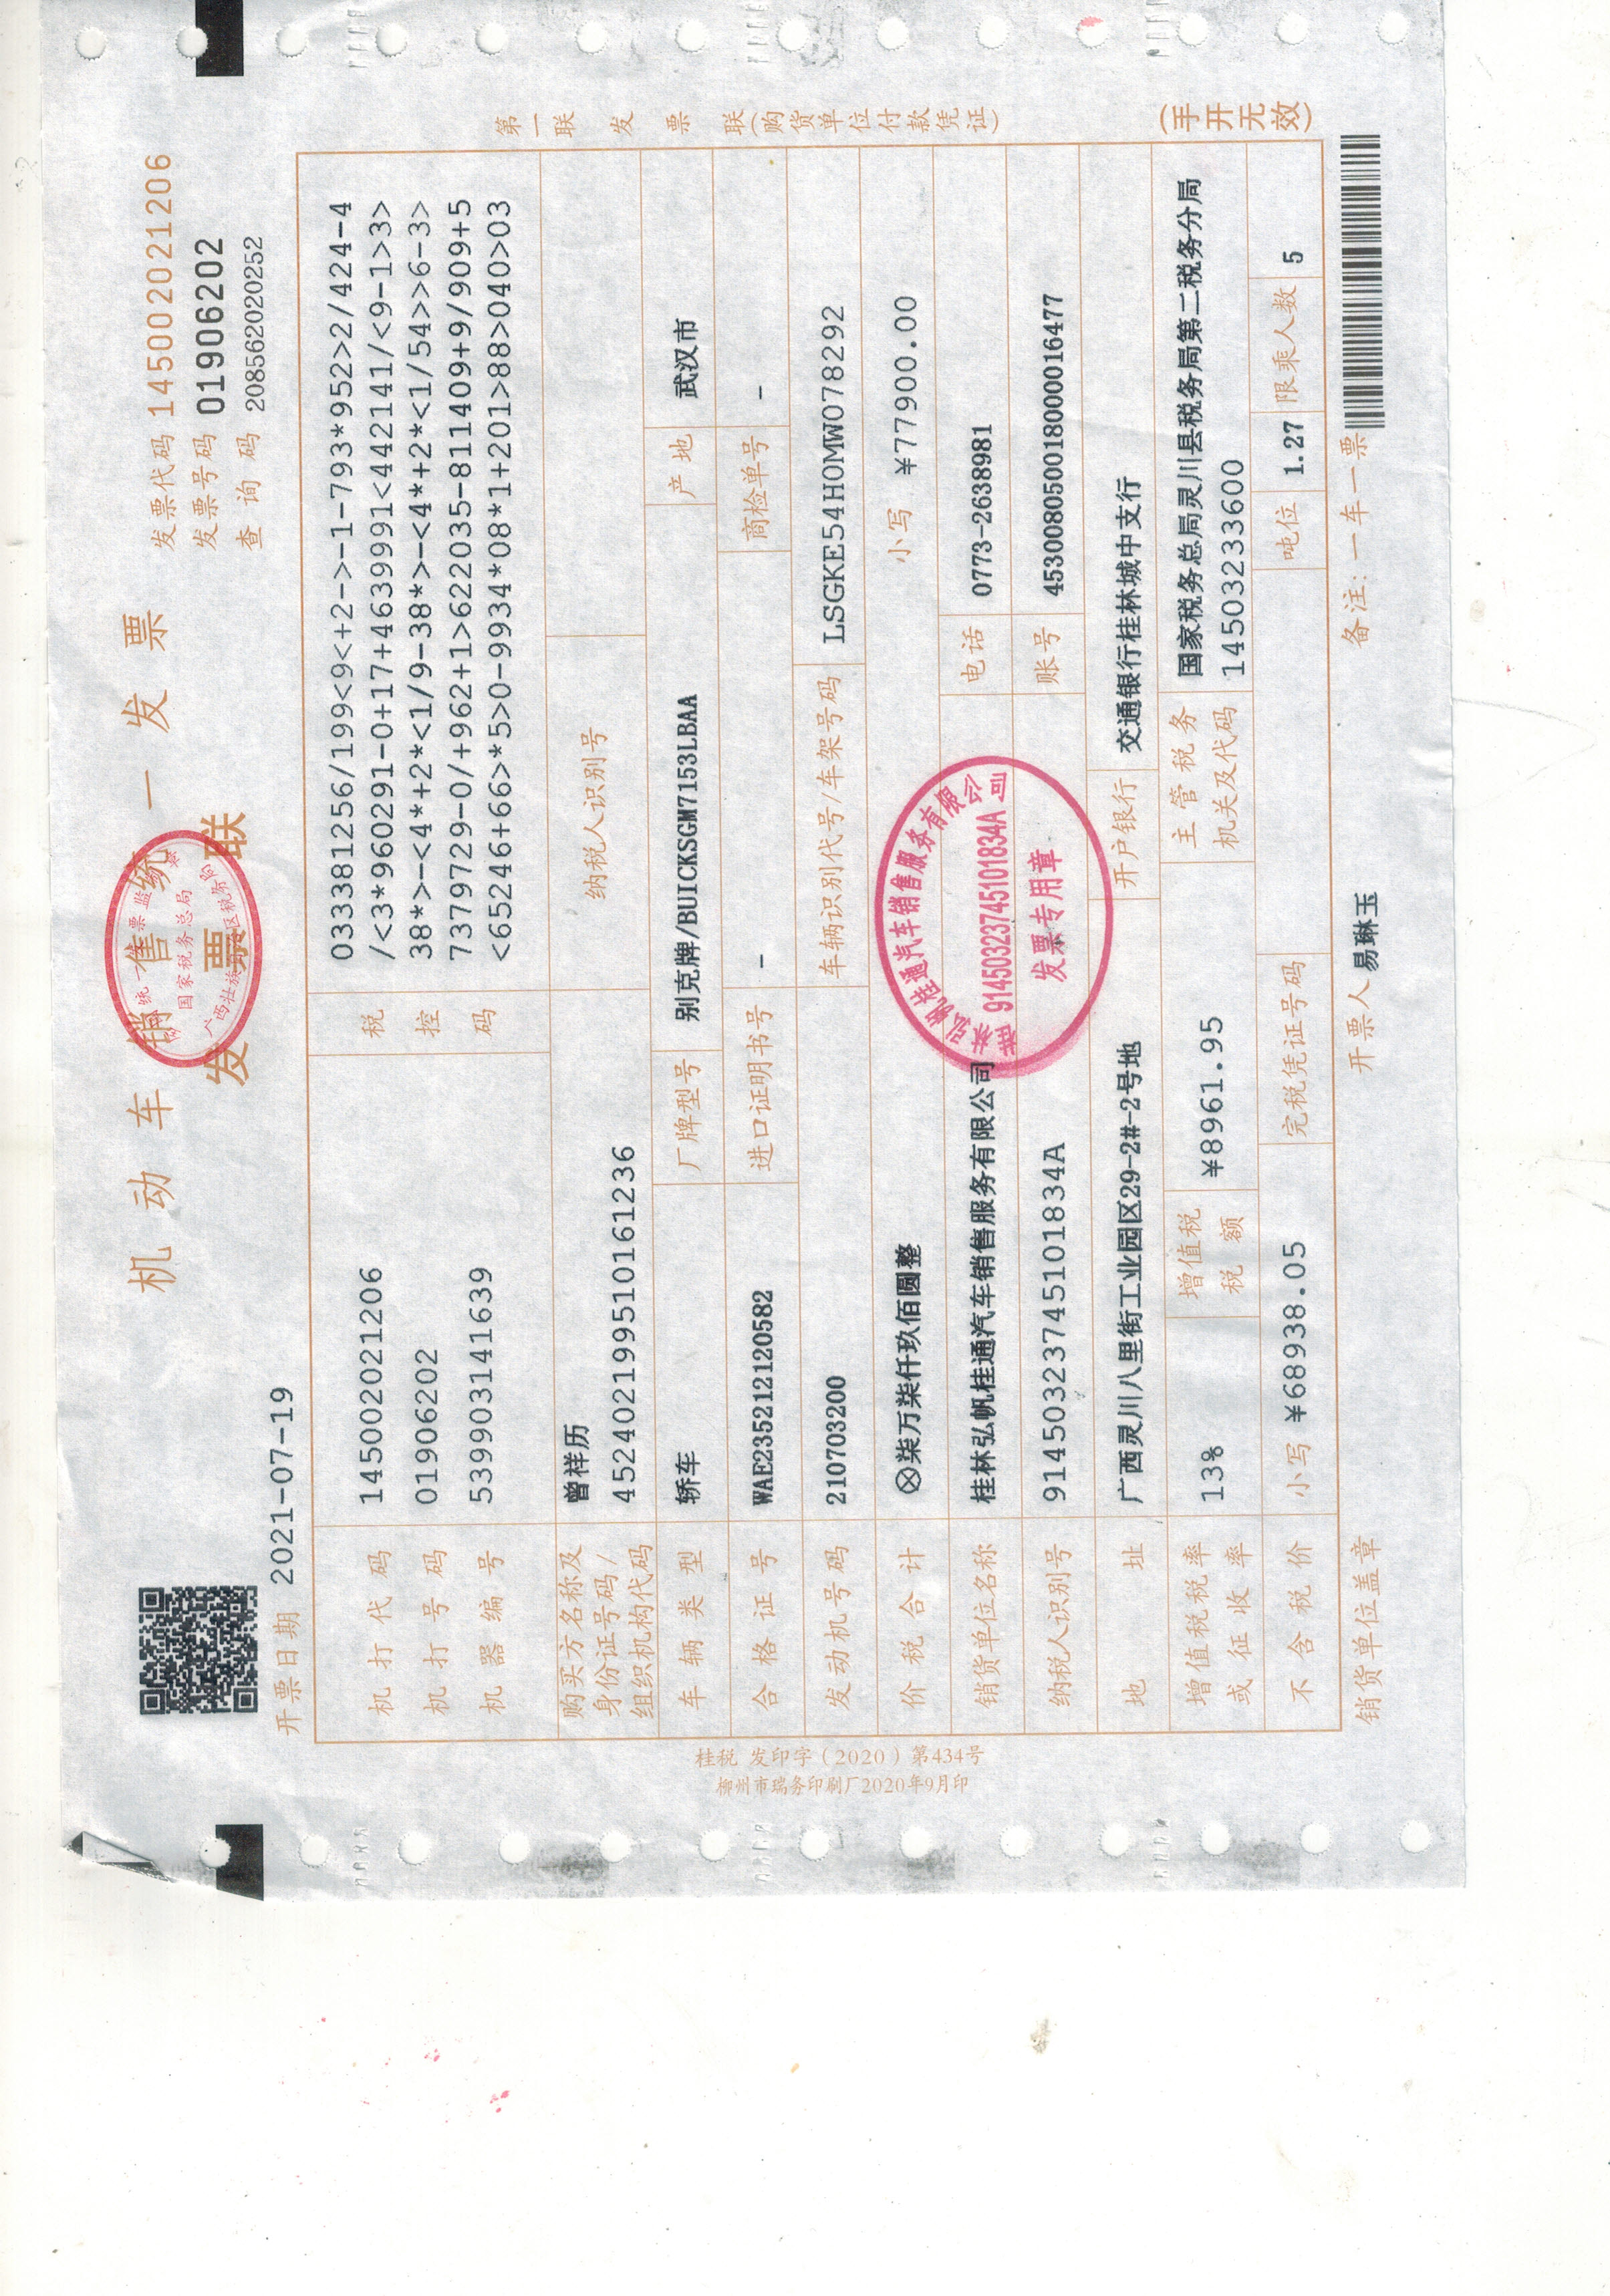 机动车销售统一发票
发票联
发票代码 145002021206
发票号码 01906202
查询码 208562020252
开票日期 2021-07-19
机打代码 145002021206
机打号码 01906202
机器编号 539903141639
税控码
033381256/199<9<+2->-1-793*952>2/424-4
/<3*960291-0+17+4639991<442141/<9-1>3>
38*>-<4*+2*<1/9-38*>-<4*+2*<1/54>>6-3>
7379729-0/+962+1>622035-811409+9/909+5
<65246+66>*5>0-9934*08*1+201>88>040>03
购买方名称及身份证号码/组织机构代码 曾祥历
452402199510161236
纳税人识别号
车辆类型 轿车 厂牌型号 别克牌/BUICKSGM7153LBAA 产地 武汉市
合格证号 WAE235212120582 进口证明书号 - 商检单号 -
发动机号码 210703200 车辆识别代号/车架号码 LSGKE54H0MW078292
价税合计 ⊗柒万柒仟玖佰圆整 小写 ¥77900.00
销货单位名称 桂林弘帆桂通汽车销售服务有限公司 电话 0773-2638981
纳税人识别号 91450323745101834A 账号 453008050018000016477
地址 广西灵川八里街工业园区29-2#-2号地 开户银行 交通银行桂林城中支行
增值税税率或征收率 13% 增值税税额 ¥8961.95 主管税务机关及代码 国家税务总局灵川县税务局第二税务分局
14503233600
不含税价 小写 ¥68938.05 完税凭证号码 吨位 1.27 限乘人数 5
销货单位盖章 开票人 易琳玉 备注:一车一票
第一联 发票联(购货单位付款凭证)
(手开无效)
桂税 发印字(2020)第434号
柳州市瑞务印刷厂2020年9月印
国家税务总局
桂林弘帆桂通汽车销售服务有限公司
91450323745101834A
发票专用章